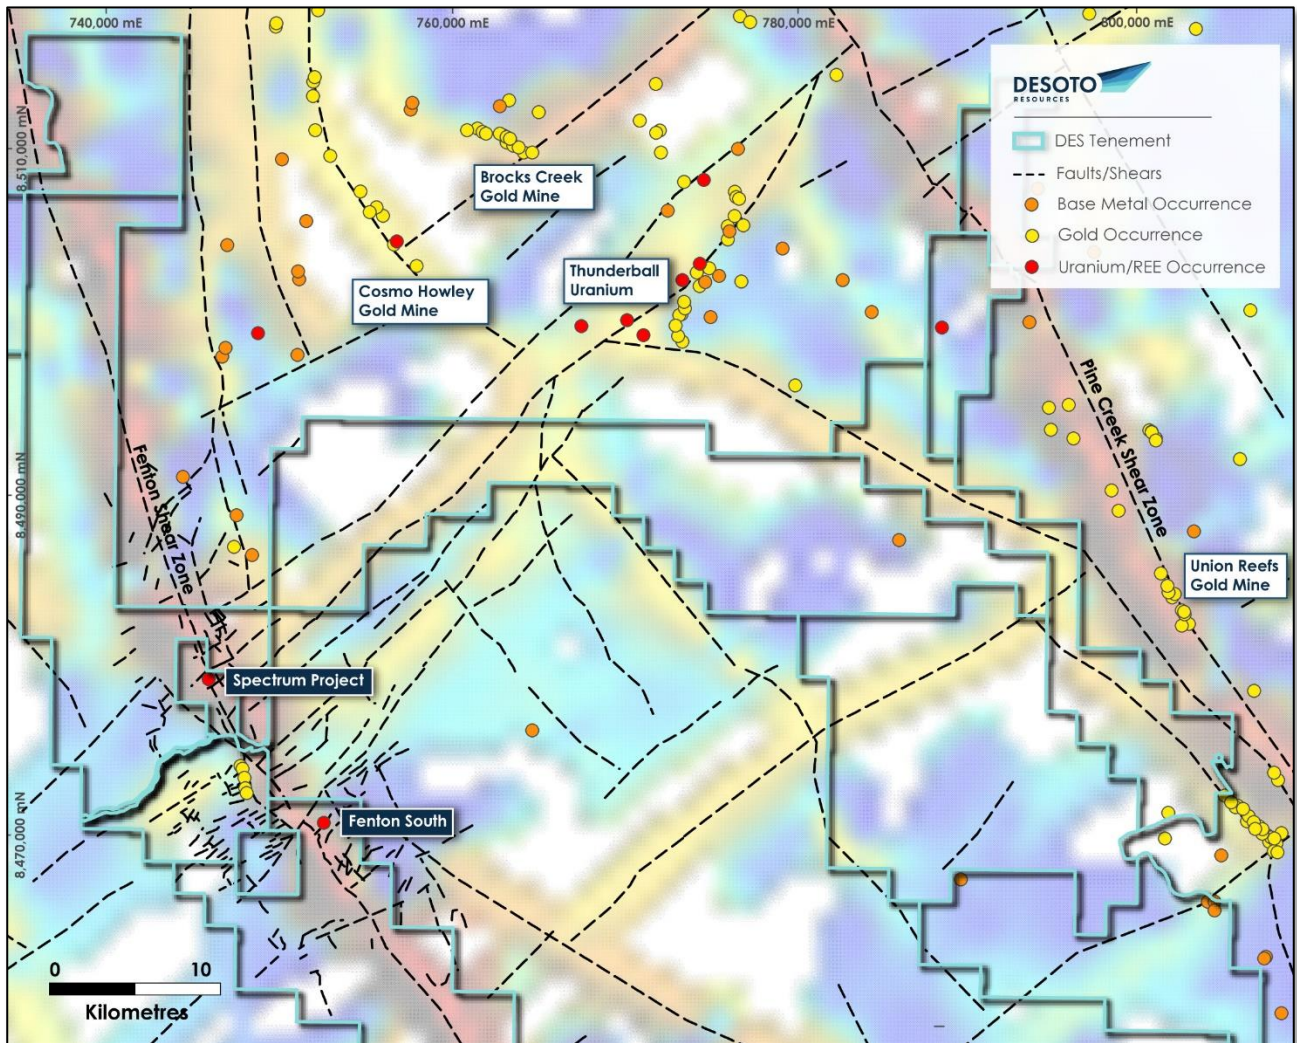 740,000 mE
760,000 mE
780,000 mE
800,000 mE
DESOTO
RESOURCES
DES Tenement
Faults/Shears
Base Metal Occurrence
Gold Occurrence
Uranium/REE Occurrence
8,510,000 mN
Brocks Creek
Gold Mine
Thunderball
Uranium
Cosmo Howley
Gold Mine
Pine Creek Shear Zone
Fenton Shear Zone
8,490,000 mN
Union Reefs
Gold Mine
Spectrum Project
Fenton South
8,470,000 mN
0 10
Kilometres